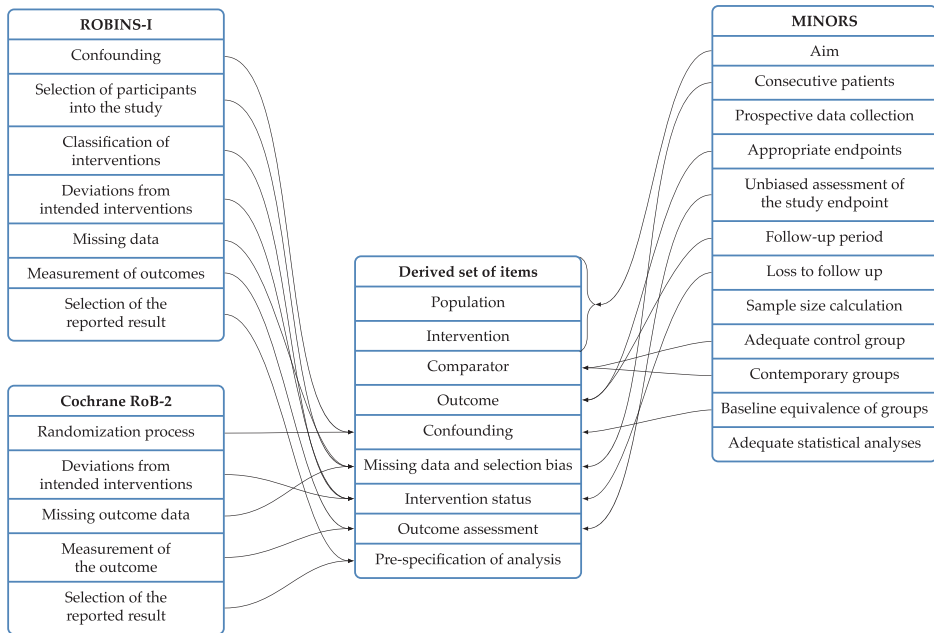 ROBINS-I
Confounding
Selection of participants
into the study
Classification of
interventions
Deviations from
intended interventions
Missing data
Measurement of outcomes
Selection of the
reported result
Cochrane RoB-2
Randomization process
Deviations from
intended interventions
Missing outcome data
Measurement of
the outcome
Selection of the
reported result
Derived set of items
Population
Intervention
Comparator
Outcome
Confounding
Missing data and selection bias
Intervention status
Outcome assessment
Pre-specification of analysis
MINORS
Aim
Consecutive patients
Prospective data collection
Appropriate endpoints
Unbiased assessment of
the study endpoint
Follow-up period
Loss to follow up
Sample size calculation
Adequate control group
Contemporary groups
Baseline equivalence of groups
Adequate statistical analyses